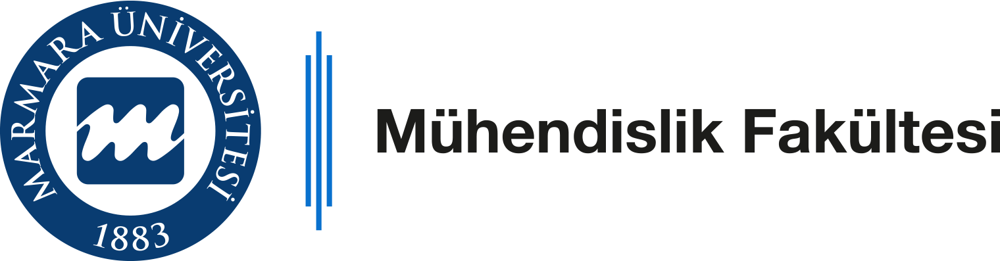 MARMARA ÜNİVERSİTESİ
1883
Mühendislik Fakültesi